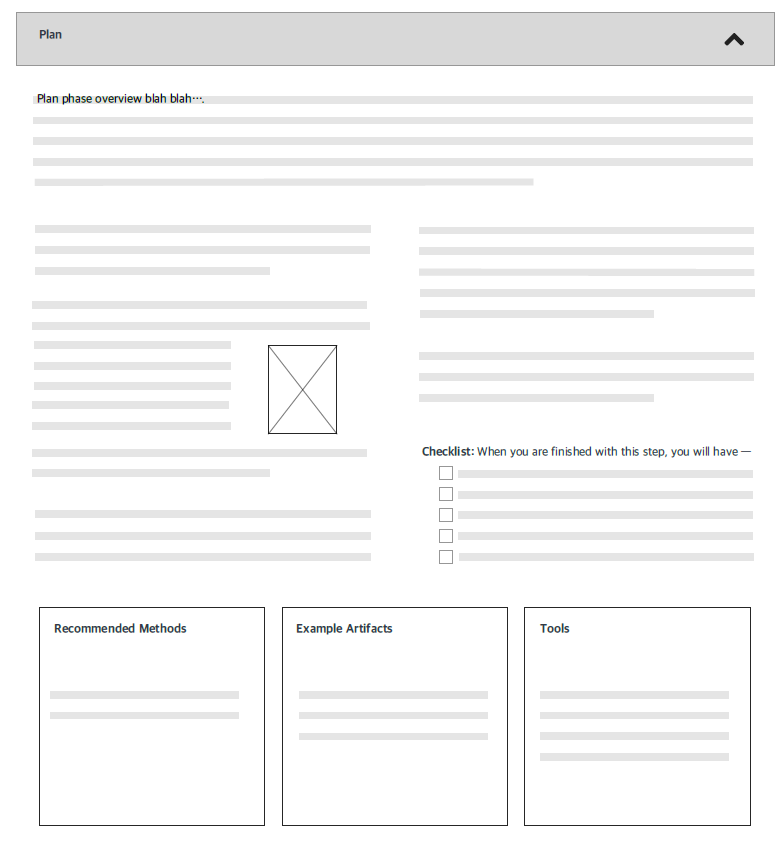 Plan
Plan phase overview blah blah….
Checklist: When you are finished with this step, you will have —
Recommended Methods
Example Artifacts
Tools